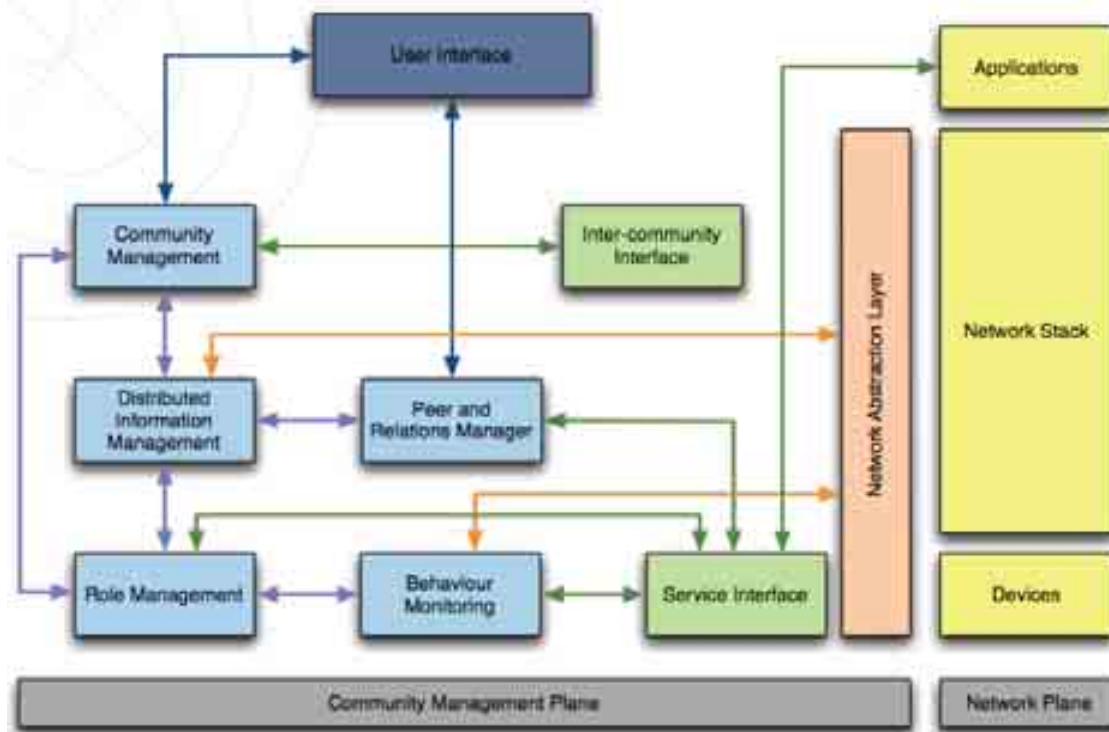 User Interface
Applications
Community
Management
Inter-community
Interface
Network Abstraction Layer
Network Stack
Distributed
Information
Management
Peer and
Relations Manager
Role Management
Behaviour
Monitoring
Service Interface
Devices
Community Management Plane
Network Plane